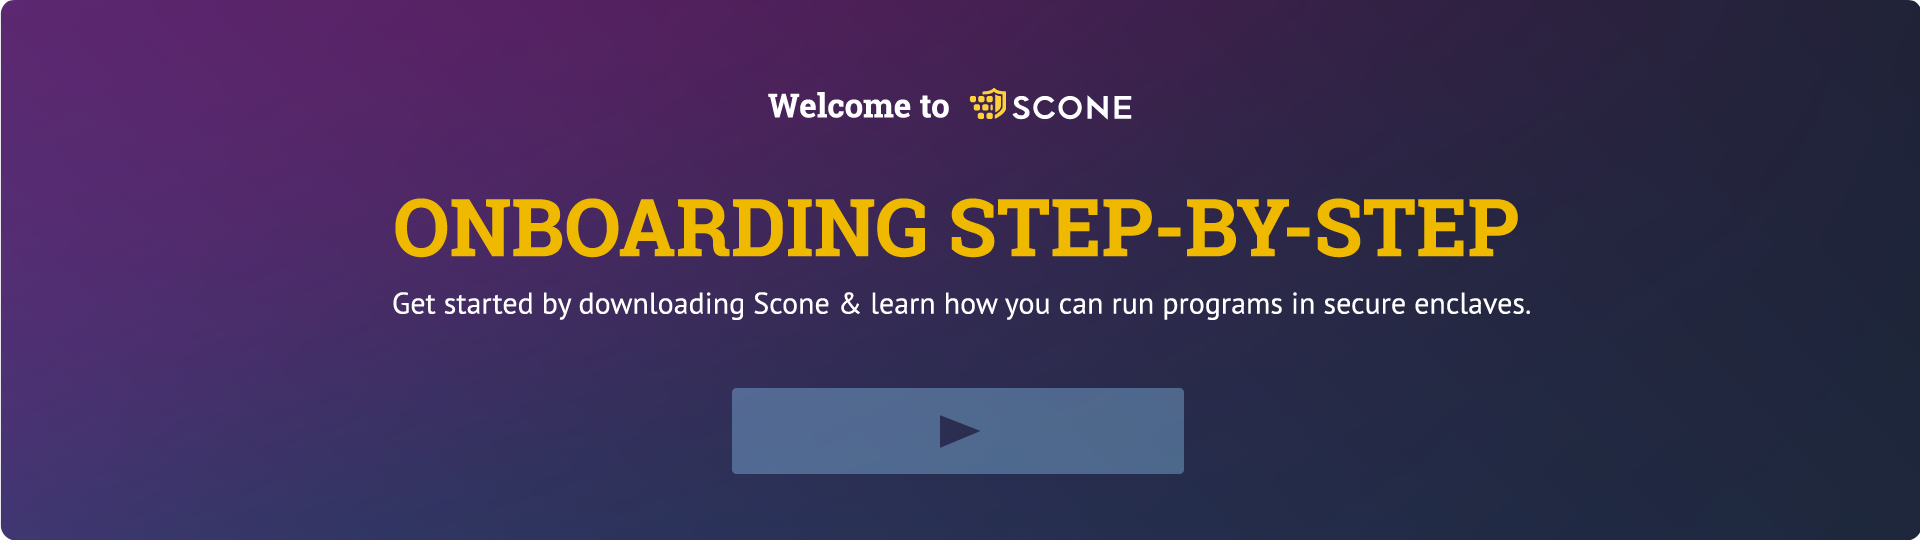 Welcome to SCONE
ONBOARDING STEP-BY-STEP
Get started by downloading Scone & learn how you can run programs in secure enclaves.